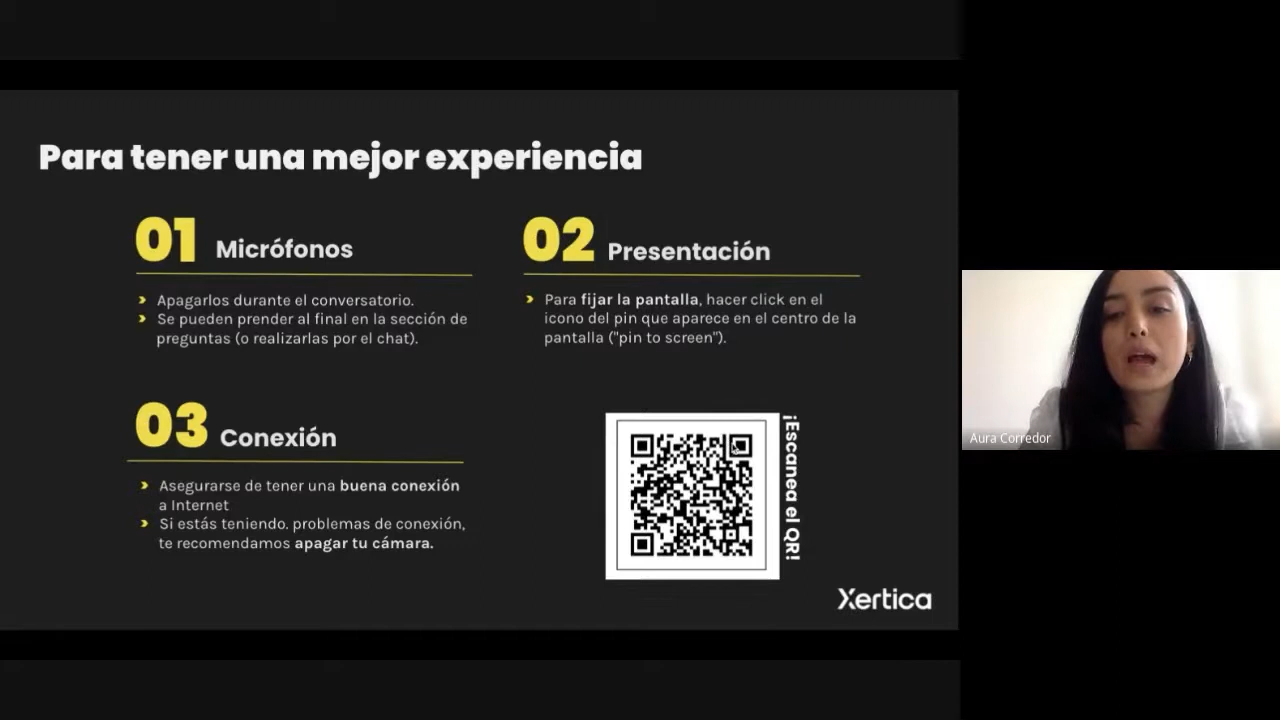 Para tener una mejor experiencia
01 Micrófonos
Apagarlos durante el conversatorio.
Se pueden prender al final en la sección de
preguntas (o realizarlas por el chat).
02 Presentación
Para fijar la pantalla, hacer click en el
icono del pin que aparece en el centro de la
pantalla ("pin to screen").
03 Conexión
Asegurarse de tener una buena conexión
a Internet
Si estás teniendo. problemas de conexión,
te recomendamos apagar tu cámara.
¡Escanea el QR!
Xertica
Aura Corredor